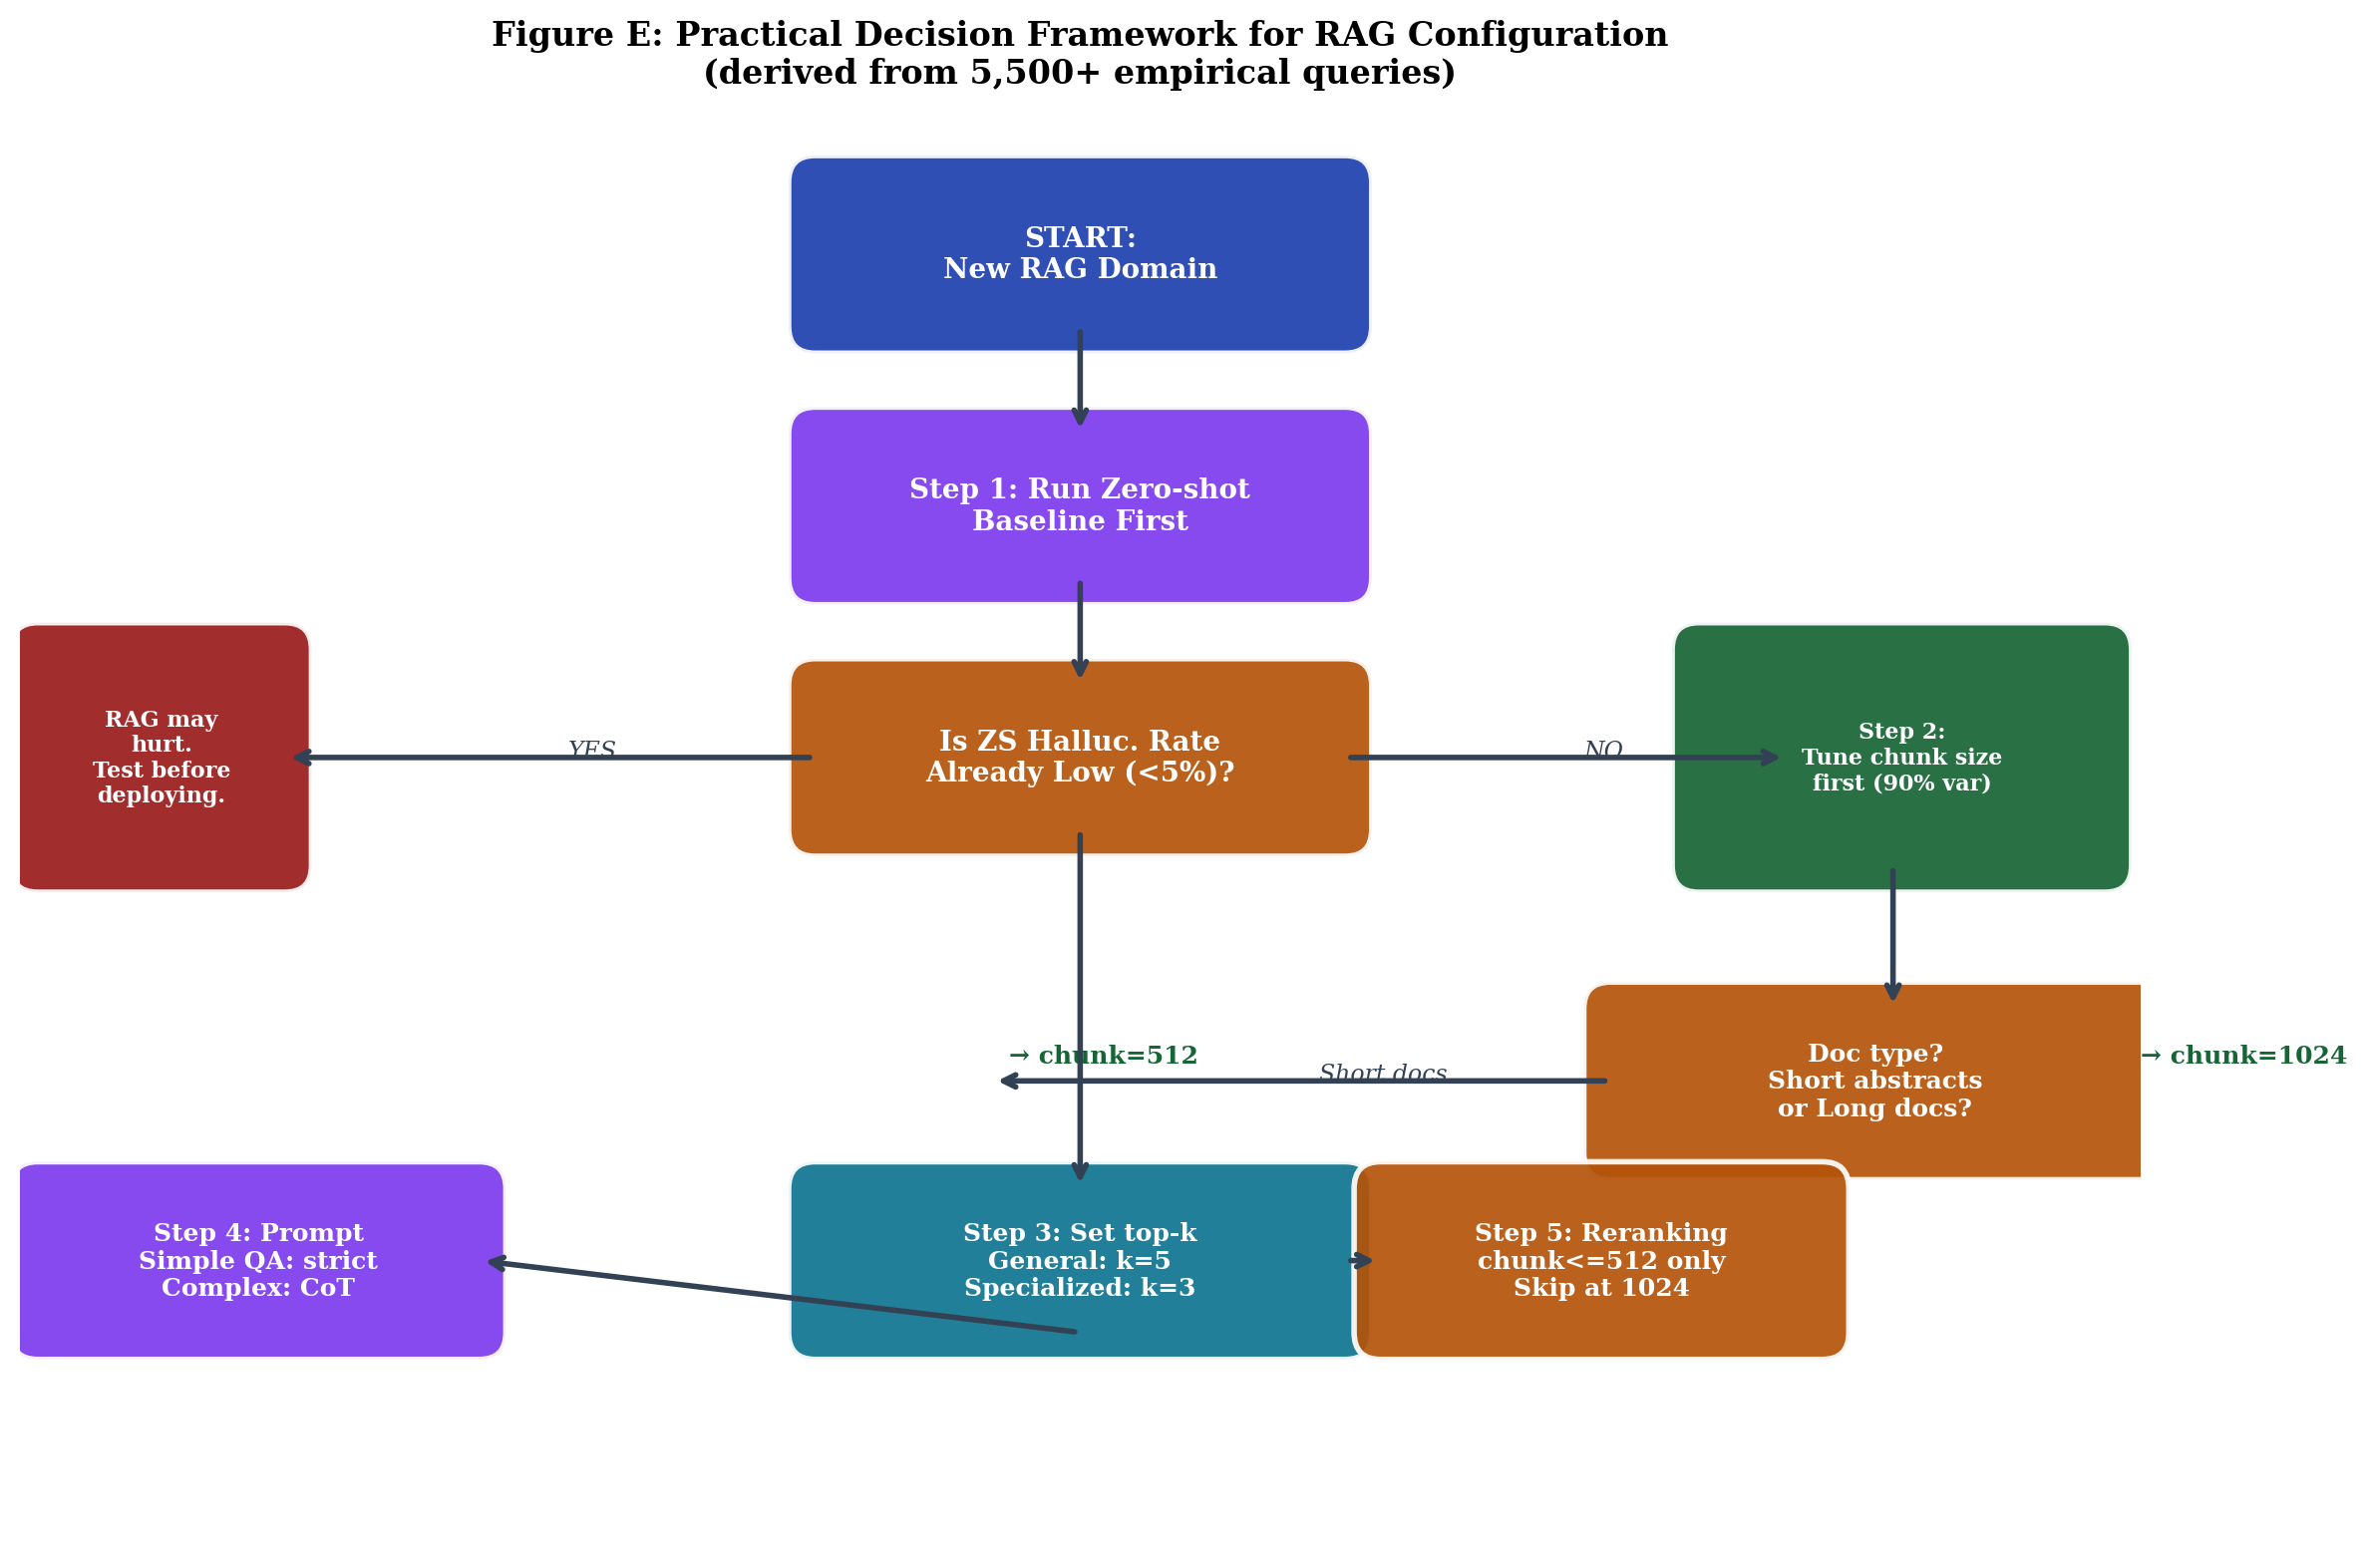 Figure E: Practical Decision Framework for RAG Configuration
(derived from 5,500+ empirical queries)
START:
New RAG Domain
Step 1: Run Zero-shot
Baseline First
RAG may
hurt.
Test before
deploying.
YES
Is ZS Halluc. Rate
Already Low (<5%)?
NO
Step 2:
Tune chunk size
first (90% var)
→ chunk=512
Short docs
Doc type?
Short abstracts
or Long docs?
→ chunk=1024
Step 4: Prompt
Simple QA: strict
Complex: CoT
Step 3: Set top-k
General: k=5
Specialized: k=3
Step 5: Reranking
chunk<=512 only
Skip at 1024